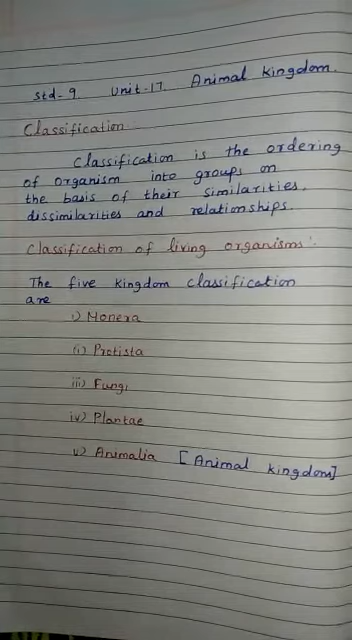 Std-9 Unit-17. Animal kingdom.
Classification
Classification is the ordering
of organism into groups on
the basis of their similarities,
dissimilarities and relationships.
Classification of living organisms:
The five kingdom classification
are
i) Monera
ii) Protista
iii) Fungi
iv) Plantae
v) Animalia [Animal kingdom]